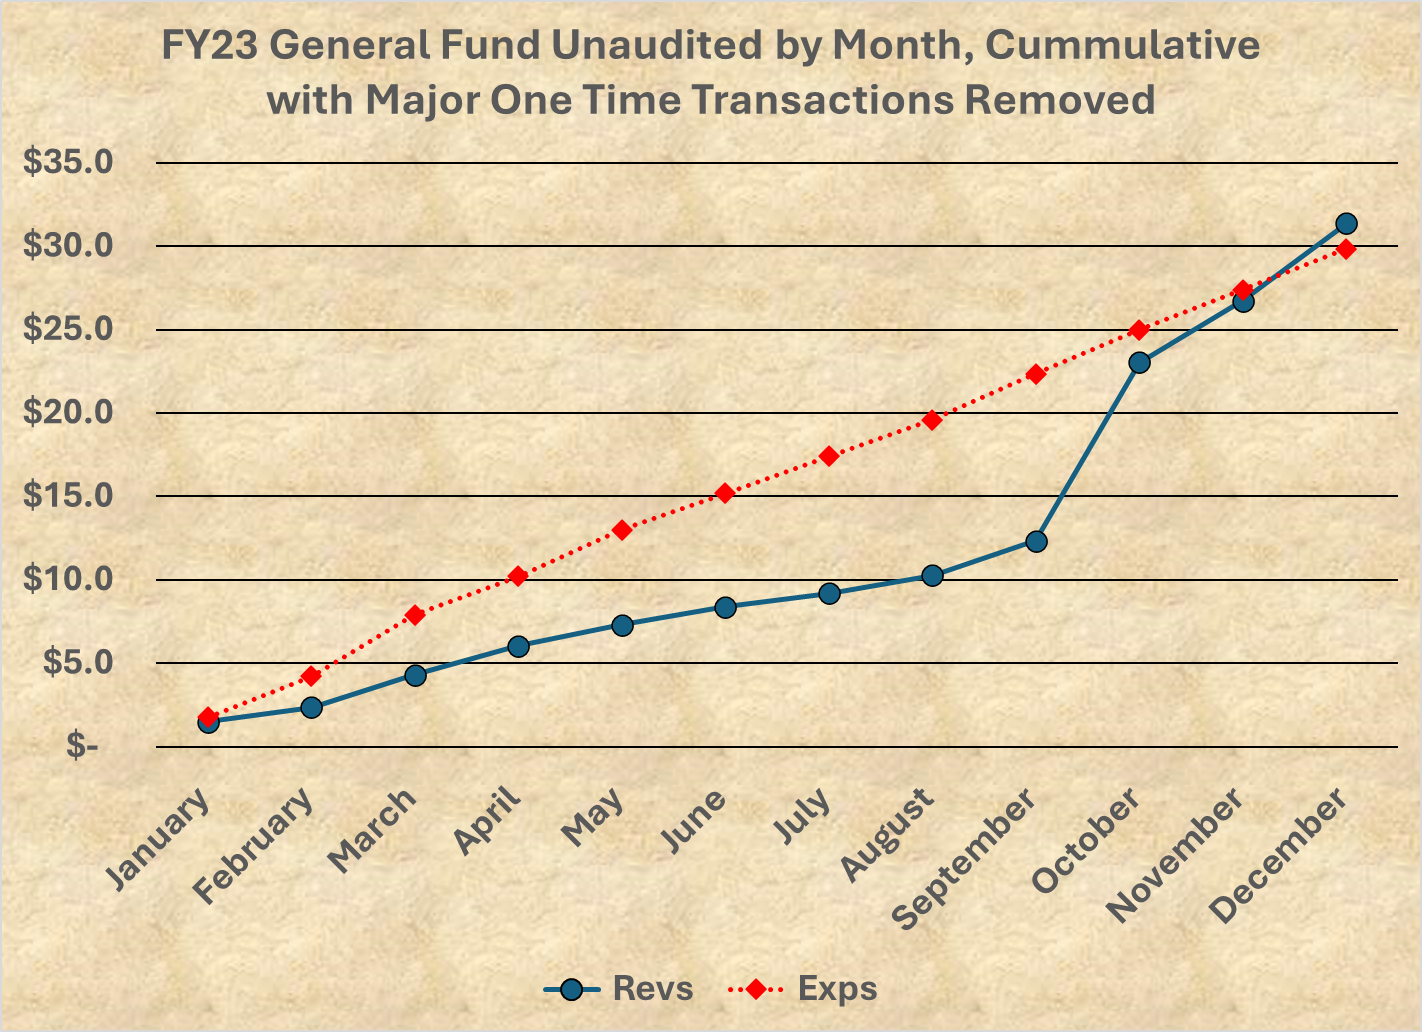 FY23 General Fund Unaudited by Month, Cummulative
with Major One Time Transactions Removed
$35.0
$30.0
$25.0
$20.0
$15.0
$10.0
$5.0
$-
January
February
March
April
May
June
July
August
September
October
November
December
Revs
Exps